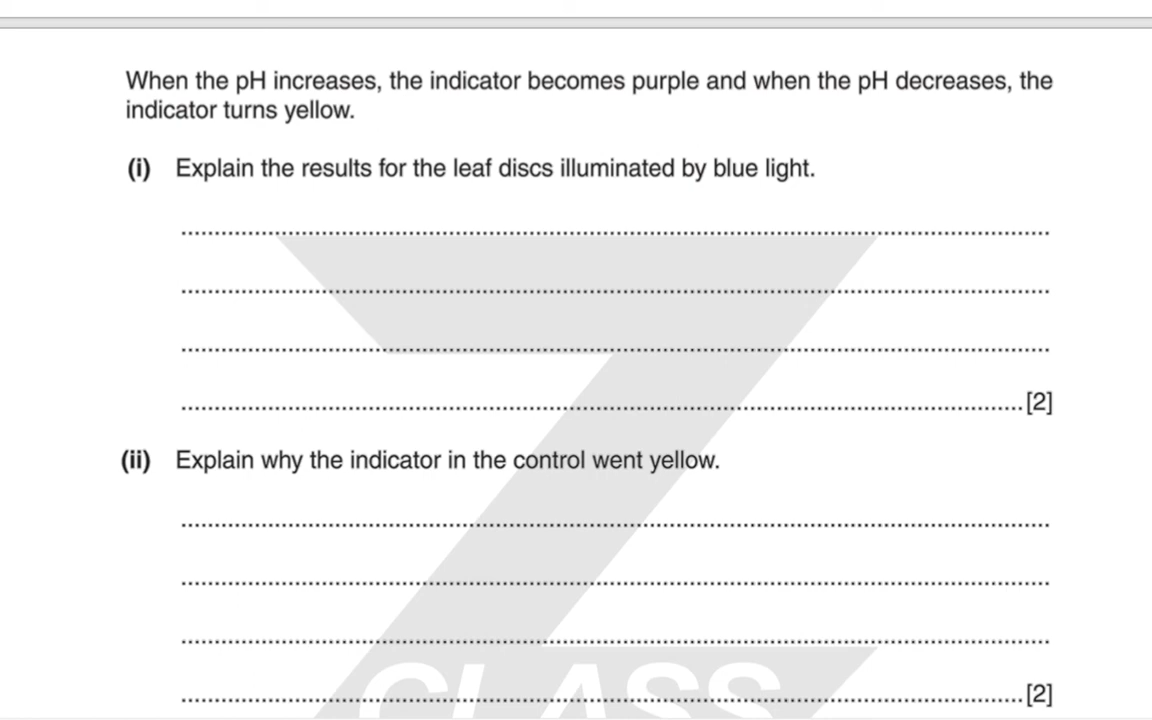 When the pH increases, the indicator becomes purple and when the pH decreases, the
indicator turns yellow.
(i) Explain the results for the leaf discs illuminated by blue light.
[2]
(ii) Explain why the indicator in the control went yellow.
[2]
CLASS